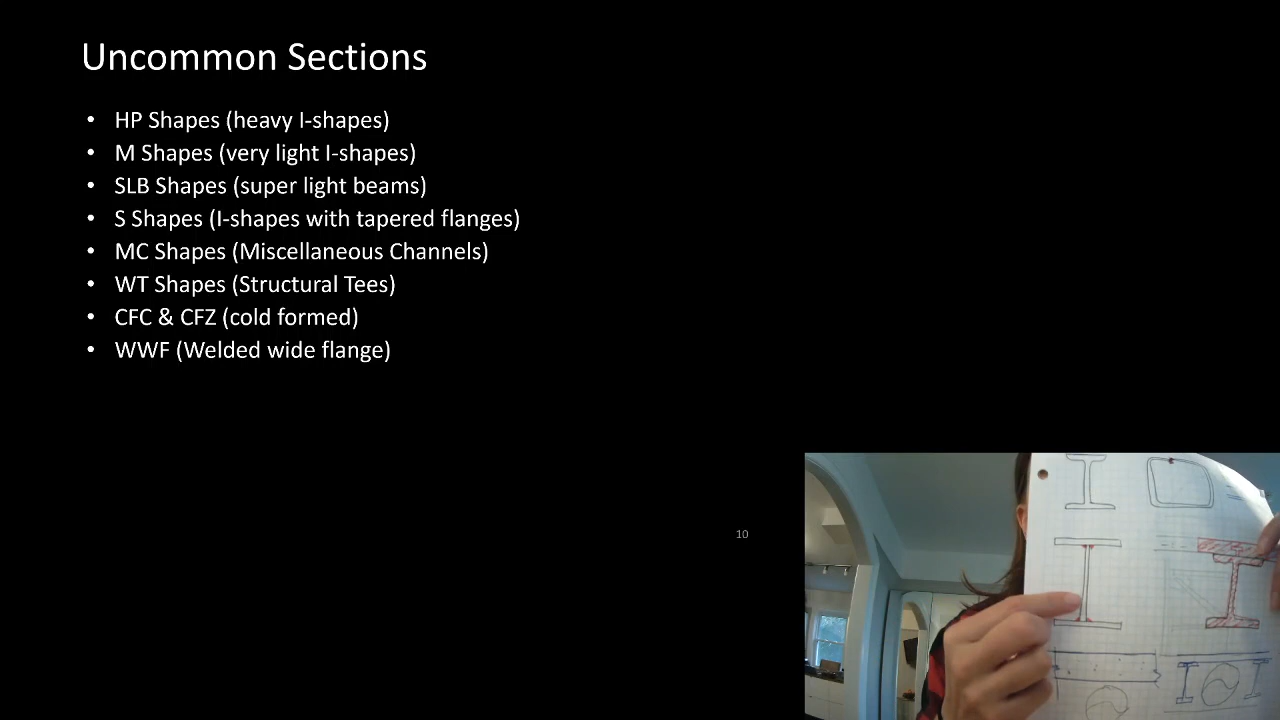 Uncommon Sections
• HP Shapes (heavy I-shapes)
• M Shapes (very light I-shapes)
• SLB Shapes (super light beams)
• S Shapes (I-shapes with tapered flanges)
• MC Shapes (Miscellaneous Channels)
• WT Shapes (Structural Tees)
• CFC & CFZ (cold formed)
• WWF (Welded wide flange)
10